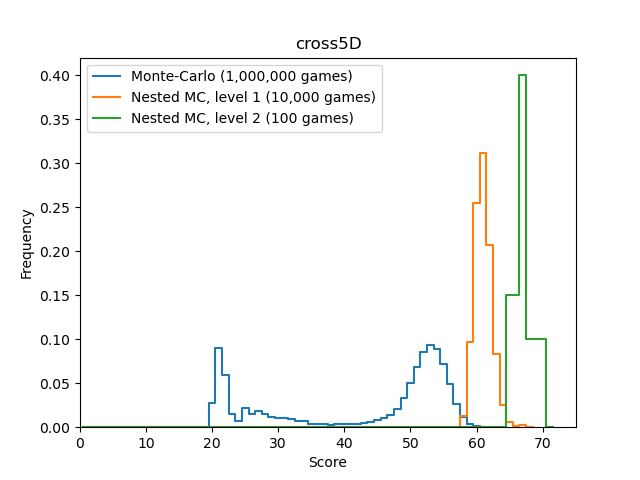 cross5D
Monte-Carlo (1,000,000 games)
Nested MC, level 1 (10,000 games)
Nested MC, level 2 (100 games)
Frequency
0.40
0.35
0.30
0.25
0.20
0.15
0.10
0.05
0.00
0 10 20 30 40 50 60 70
Score